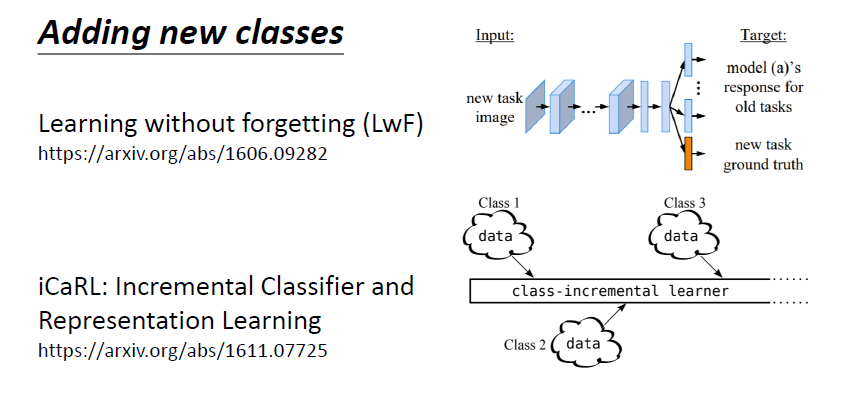 Adding new classes
Learning without forgetting (LwF)
https://arxiv.org/abs/1606.09282
Input:
Target:
new task
image
...
model (a)'s
response for
old tasks
new task
ground truth
iCaRL: Incremental Classifier and
Representation Learning
https://arxiv.org/abs/1611.07725
Class 1
data
Class 3
data
class-incremental learner
Class 2
data